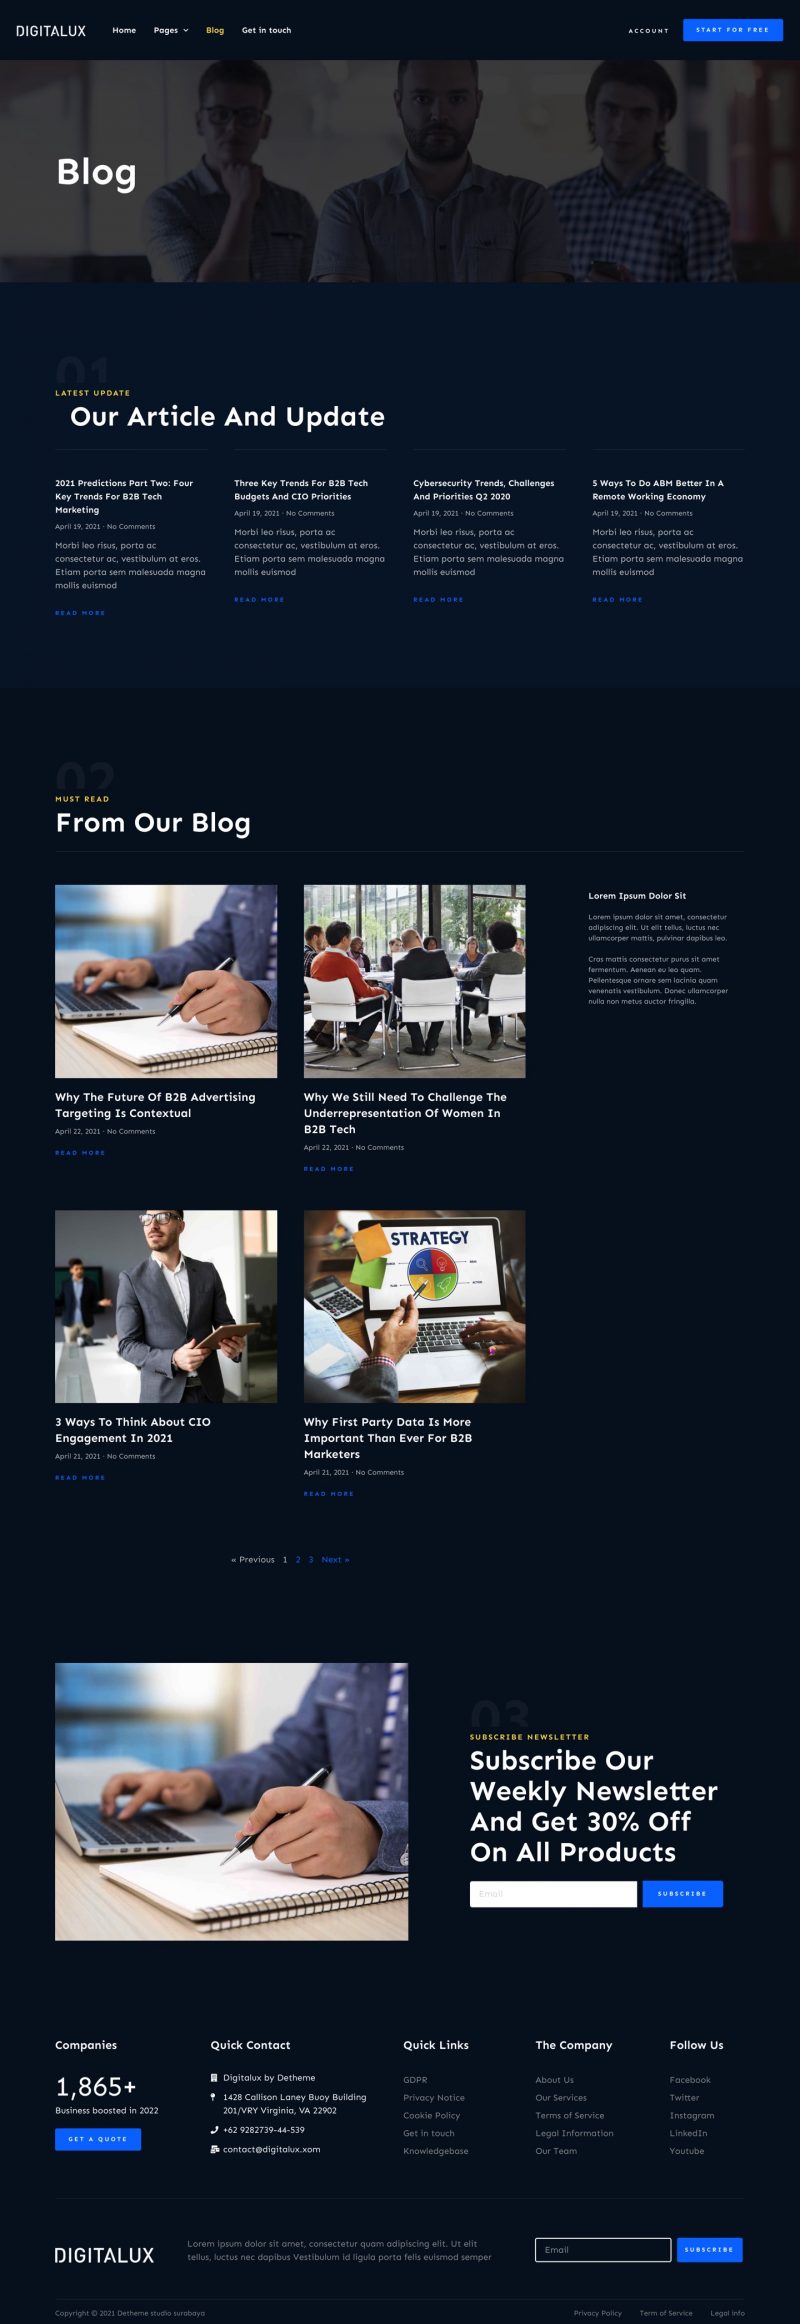 DIGITALUX
Home Pages Blog Get in touch
ACCOUNT
START FOR FREE
Blog
01
LATEST UPDATE
Our Article And Update
2021 Predictions Part Two: Four
Key Trends For B2B Tech
Marketing
April 19, 2021 · No Comments
Morbi leo risus, porta ac
consectetur ac, vestibulum at eros.
Etiam porta sem malesuada magna
mollis euismod
READ MORE
Three Key Trends For B2B Tech
Budgets And CIO Priorities
April 19, 2021 · No Comments
Morbi leo risus, porta ac
consectetur ac, vestibulum at eros.
Etiam porta sem malesuada magna
mollis euismod
READ MORE
Cybersecurity Trends, Challenges
And Priorities Q2 2020
April 19, 2021 · No Comments
Morbi leo risus, porta ac
consectetur ac, vestibulum at eros.
Etiam porta sem malesuada magna
mollis euismod
READ MORE
5 Ways To Do ABM Better In A
Remote Working Economy
April 19, 2021 · No Comments
Morbi leo risus, porta ac
consectetur ac, vestibulum at eros.
Etiam porta sem malesuada magna
mollis euismod
READ MORE
02
MUST READ
From Our Blog
Why The Future Of B2B Advertising
Targeting Is Contextual
April 22, 2021 · No Comments
READ MORE
Why We Still Need To Challenge The
Underrepresentation Of Women In
B2B Tech
April 22, 2021 · No Comments
READ MORE
Lorem Ipsum Dolor Sit
Lorem ipsum dolor sit amet, consectetur
adipiscing elit. Ut elit tellus, luctus nec
ullamcorper mattis, pulvinar dapibus leo.
Cras mattis consectetur purus sit amet
fermentum. Aenean eu leo quam.
Pellentesque ornare sem lacinia quam
venenatis vestibulum. Donec ullamcorper
nulla non metus auctor fringilla.
3 Ways To Think About CIO
Engagement In 2021
April 21, 2021 · No Comments
READ MORE
STRATEGY
Why First Party Data Is More
Important Than Ever For B2B
Marketers
April 21, 2021 · No Comments
READ MORE
« Previous 1 2 3 Next »
03
SUBSCRIBE NEWSLETTER
Subscribe Our
Weekly Newsletter
And Get 30% Off
On All Products
Email
SUBSCRIBE
Companies
1,865+
Business boosted in 2022
GET A QUOTE
Quick Contact
Digitalux by Detheme
1428 Callison Laney Buoy Building
201/VRY Virginia, VA 22902
+62 9282739-44-539
contact@digitalux.xom
Quick Links
GDPR
Privacy Notice
Cookie Policy
Get in touch
Knowledgebase
The Company
About Us
Our Services
Terms of Service
Legal Information
Our Team
Follow Us
Facebook
Twitter
Instagram
LinkedIn
Youtube
DIGITALUX
Lorem ipsum dolor sit amet, consectetur quam adipiscing elit. Ut elit
tellus, luctus nec dapibus Vestibulum id ligula porta felis euismod semper
Email
SUBSCRIBE
Copyright © 2021 Detheme studio surabaya
Privacy Policy Term of Service Legal info